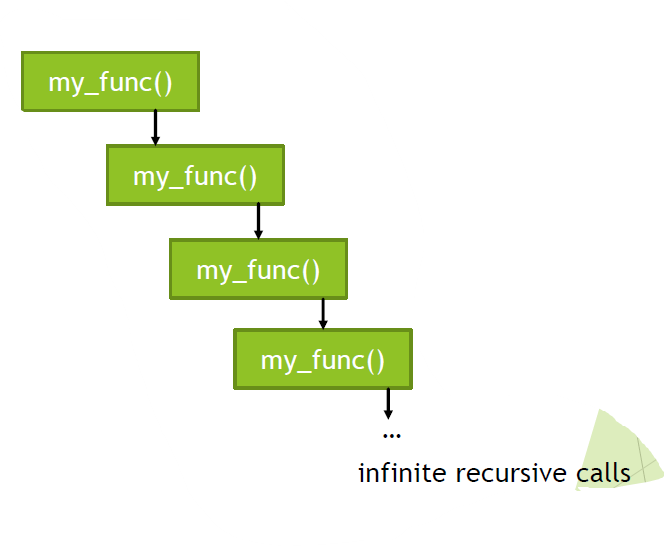 my_func()
my_func()
my_func()
my_func()
...
infinite recursive calls